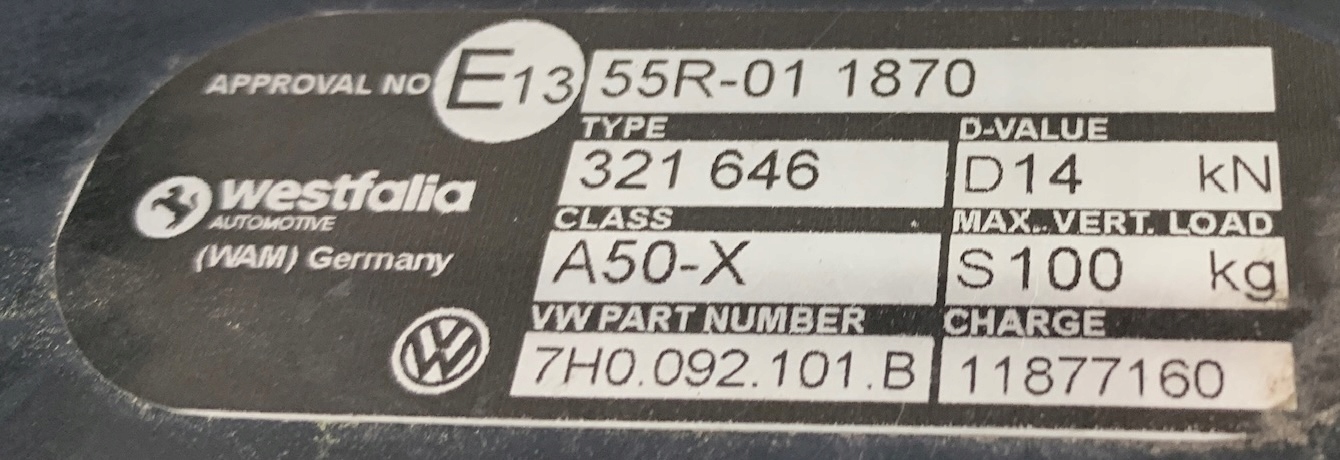 APPROVAL NO E13 55R-01 1870
TYPE D-VALUE
321 646 D14 kN
westfalia
AUTOMOTIVE
(WAM) Germany
CLASS MAX. VERT. LOAD
A50-X S100 kg
VW PART NUMBER CHARGE
7H0.092.101.B 11877160
VW